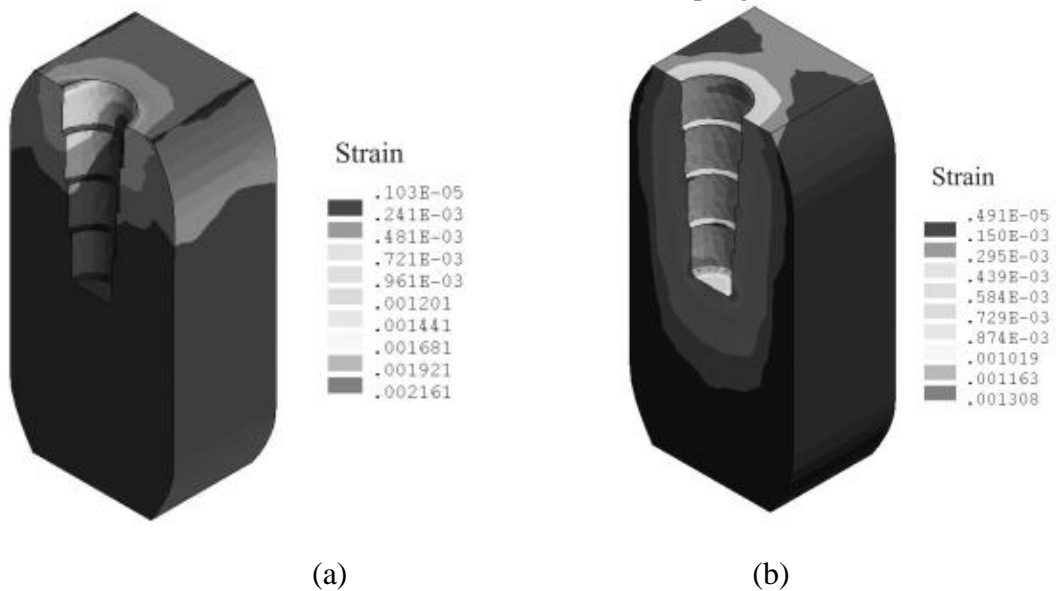 Strain
.103E-05
.241E-03
.481E-03
.721E-03
.961E-03
.001201
.001441
.001681
.001921
.002161
Strain
.491E-05
.150E-03
.295E-03
.439E-03
.584E-03
.729E-03
.874E-03
.001019
.001163
.001308
(a)
(b)